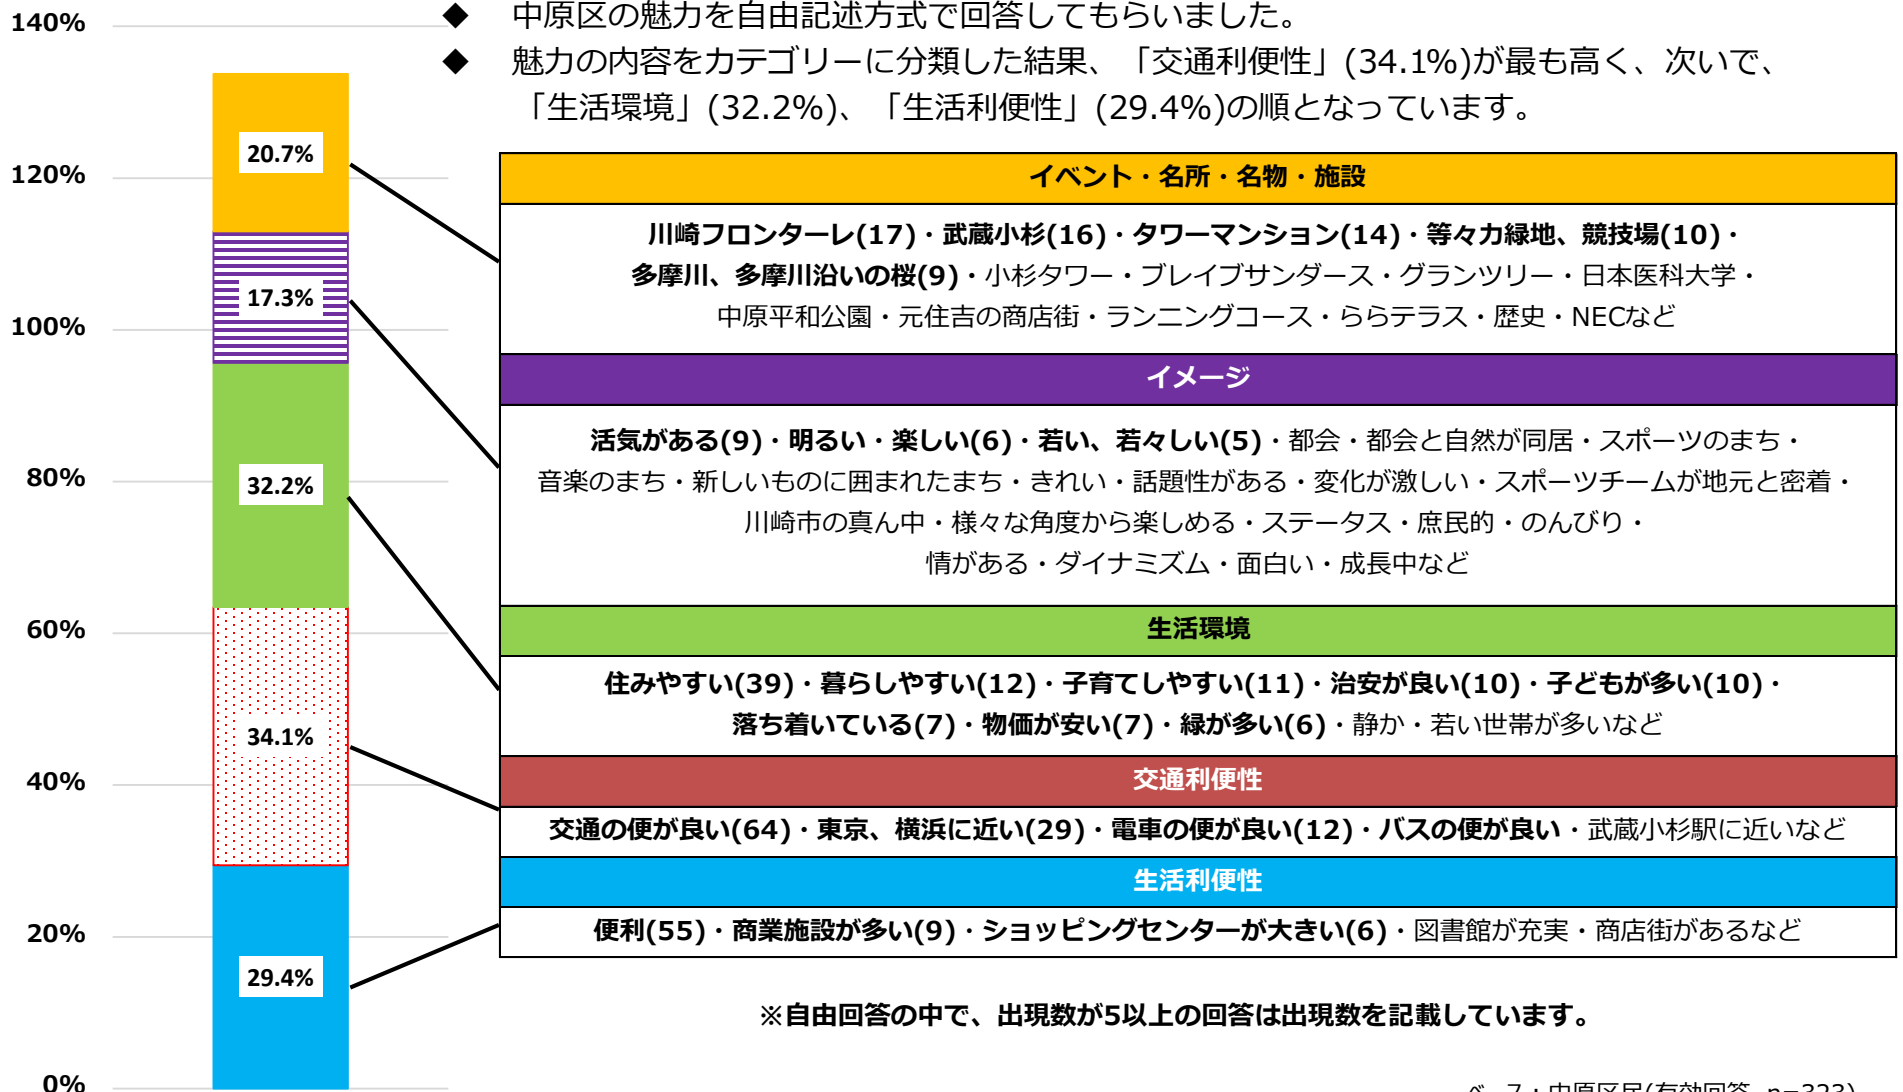 ◆ 中原区の魅力を自由記述方式で回答してもらいました。
◆ 魅力の内容をカテゴリーに分類した結果、「交通利便性」(34.1%)が最も高く、次いで、
「生活環境」(32.2%)、「生活利便性」(29.4%)の順となっています。
140%
120%
100%
80%
60%
40%
20%
0%
20.7%
17.3%
32.2%
34.1%
29.4%
イベント・名所・名物・施設
川崎フロンターレ(17)・武蔵小杉(16)・タワーマンション(14)・等々力緑地、競技場(10)・
多摩川、多摩川沿いの桜(9)・小杉タワー・ブレイブサンダース・グランツリー・日本医科大学・
中原平和公園・元住吉の商店街・ランニングコース・ららテラス・歴史・NECなど
イメージ
活気がある(9)・明るい・楽しい(6)・若い、若々しい(5)・都会・都会と自然が同居・スポーツのまち・
音楽のまち・新しいものに囲まれたまち・きれい・話題性がある・変化が激しい・スポーツチームが地元と密着・
川崎市の真ん中・様々な角度から楽しめる・ステータス・庶民的・のんびり・
情がある・ダイナミズム・面白い・成長中など
生活環境
住みやすい(39)・暮らしやすい(12)・子育てしやすい(11)・治安が良い(10)・子どもが多い(10)・
落ち着いている(7)・物価が安い(7)・緑が多い(6)・静か・若い世帯が多いなど
交通利便性
交通の便が良い(64)・東京、横浜に近い(29)・電車の便が良い(12)・バスの便が良い・武蔵小杉駅に近いなど
生活利便性
便利(55)・商業施設が多い(9)・ショッピングセンターが大きい(6)・図書館が充実・商店街があるなど
※自由回答の中で、出現数が5以上の回答は出現数を記載しています。
ベース：中原区民(有効回答 n=323)